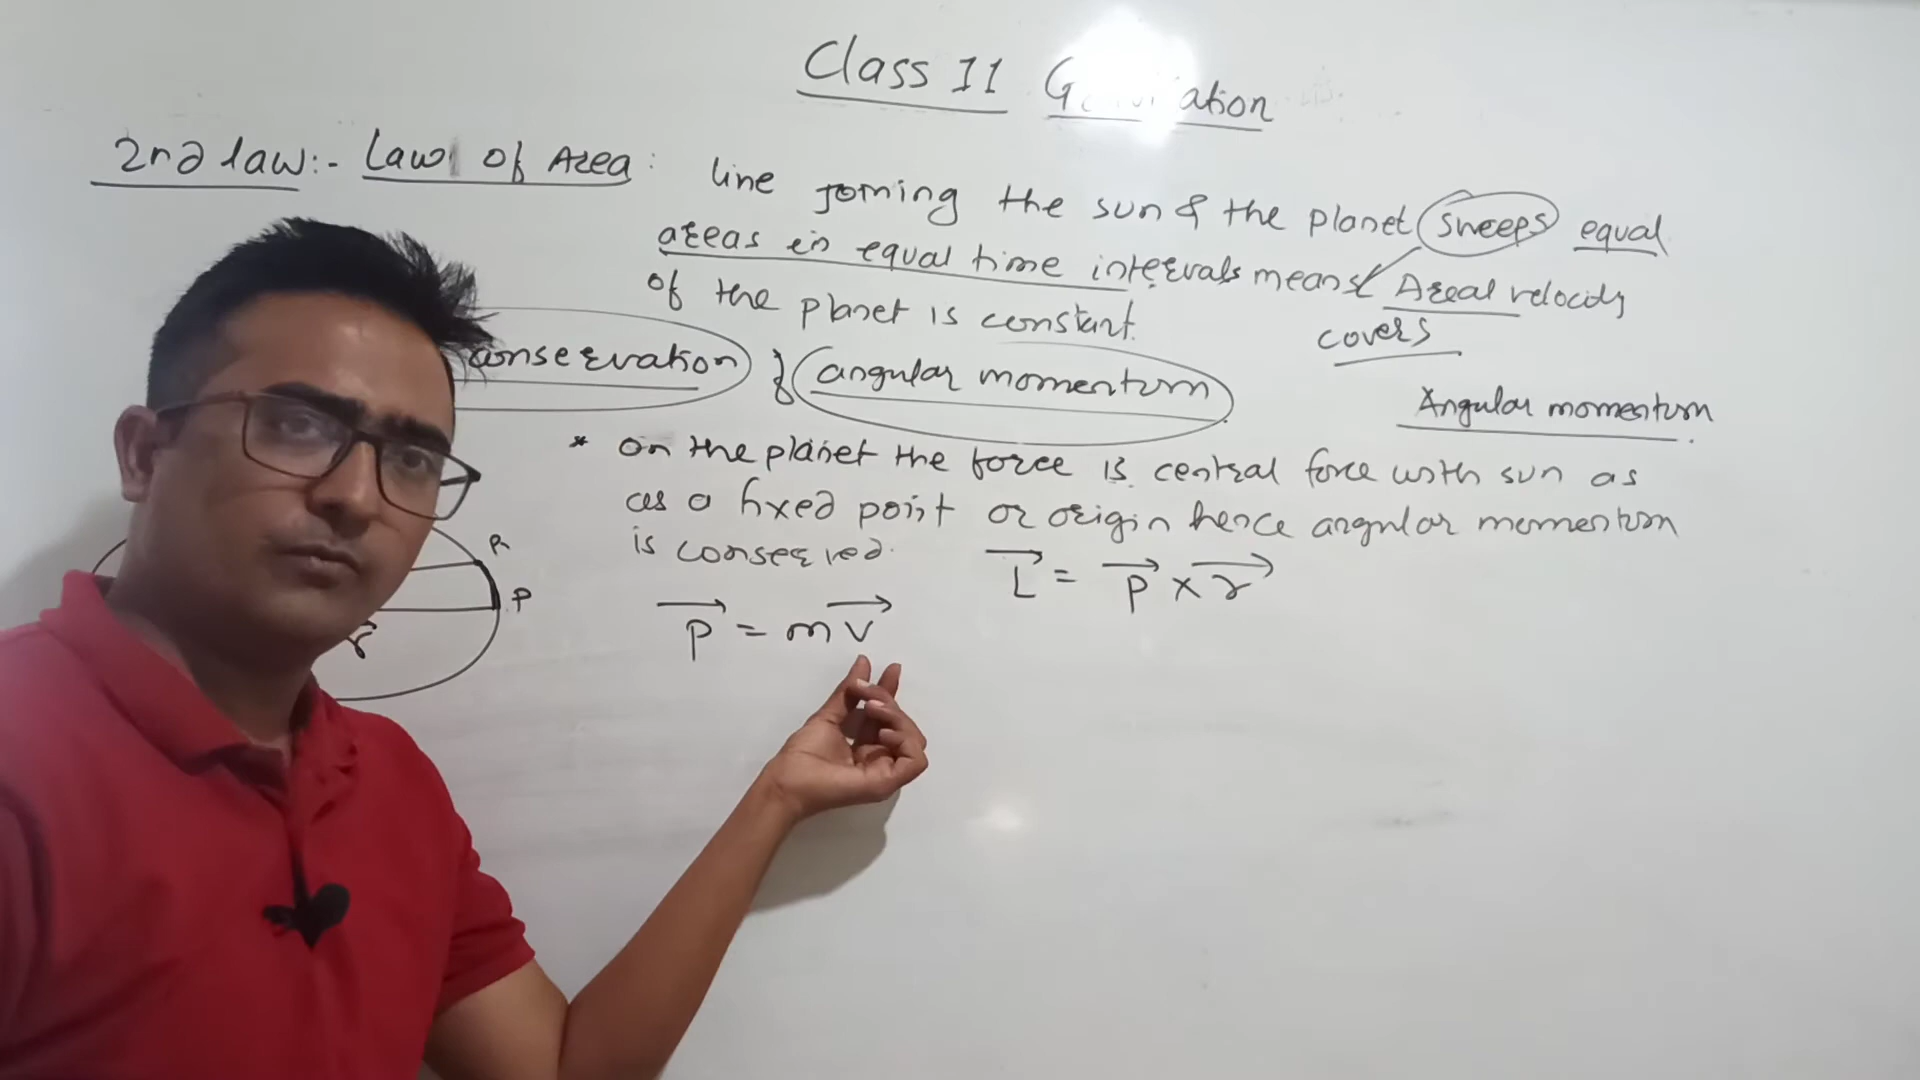 Class 11 Gravitation
2nd law:- Law of Area: line joining the sun & the planet sweeps equal
areas in equal time intervals means Areal velocity
of the planet is constant.
covers
conservation of angular momentum
Angular momentum
* On the planet the force is central force with sun as
as a fixed point or origin hence angular momentum
is conserved.
L = P × r
P = mv
P
r